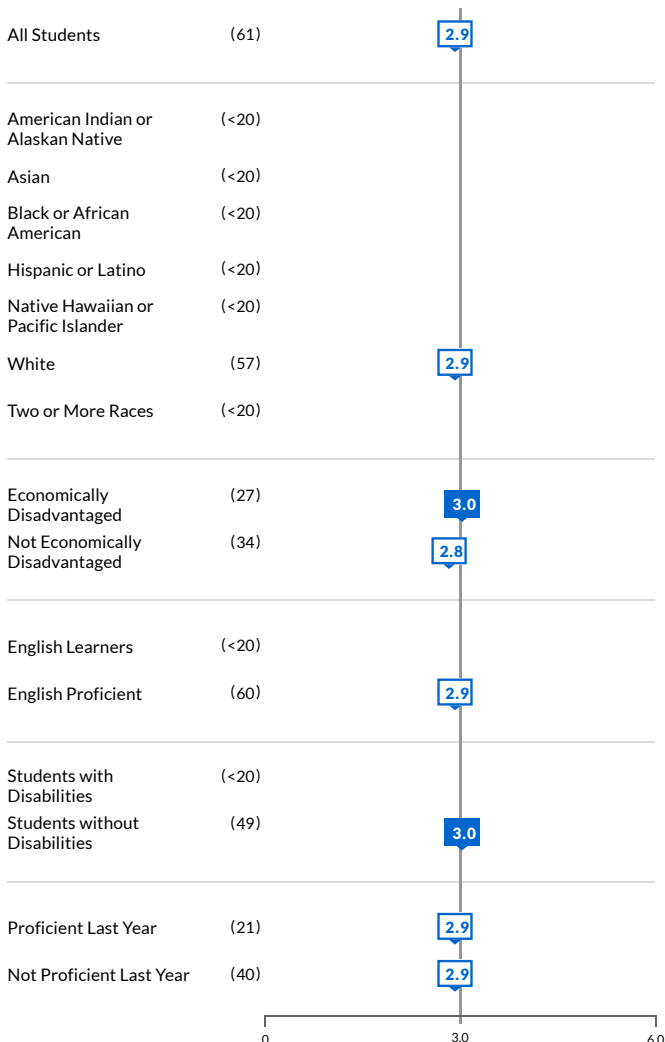 All Students (61) 2.9
American Indian or (<20)
Alaskan Native
Asian (<20)
Black or African (<20)
American
Hispanic or Latino (<20)
Native Hawaiian or (<20)
Pacific Islander
White (57) 2.9
Two or More Races (<20)
Economically (27) 3.0
Disadvantaged
Not Economically (34) 2.8
Disadvantaged
English Learners (<20)
English Proficient (60) 2.9
Students with (<20)
Disabilities
Students without (49) 3.0
Disabilities
Proficient Last Year (21) 2.9
Not Proficient Last Year (40) 2.9
0 3.0 6.0